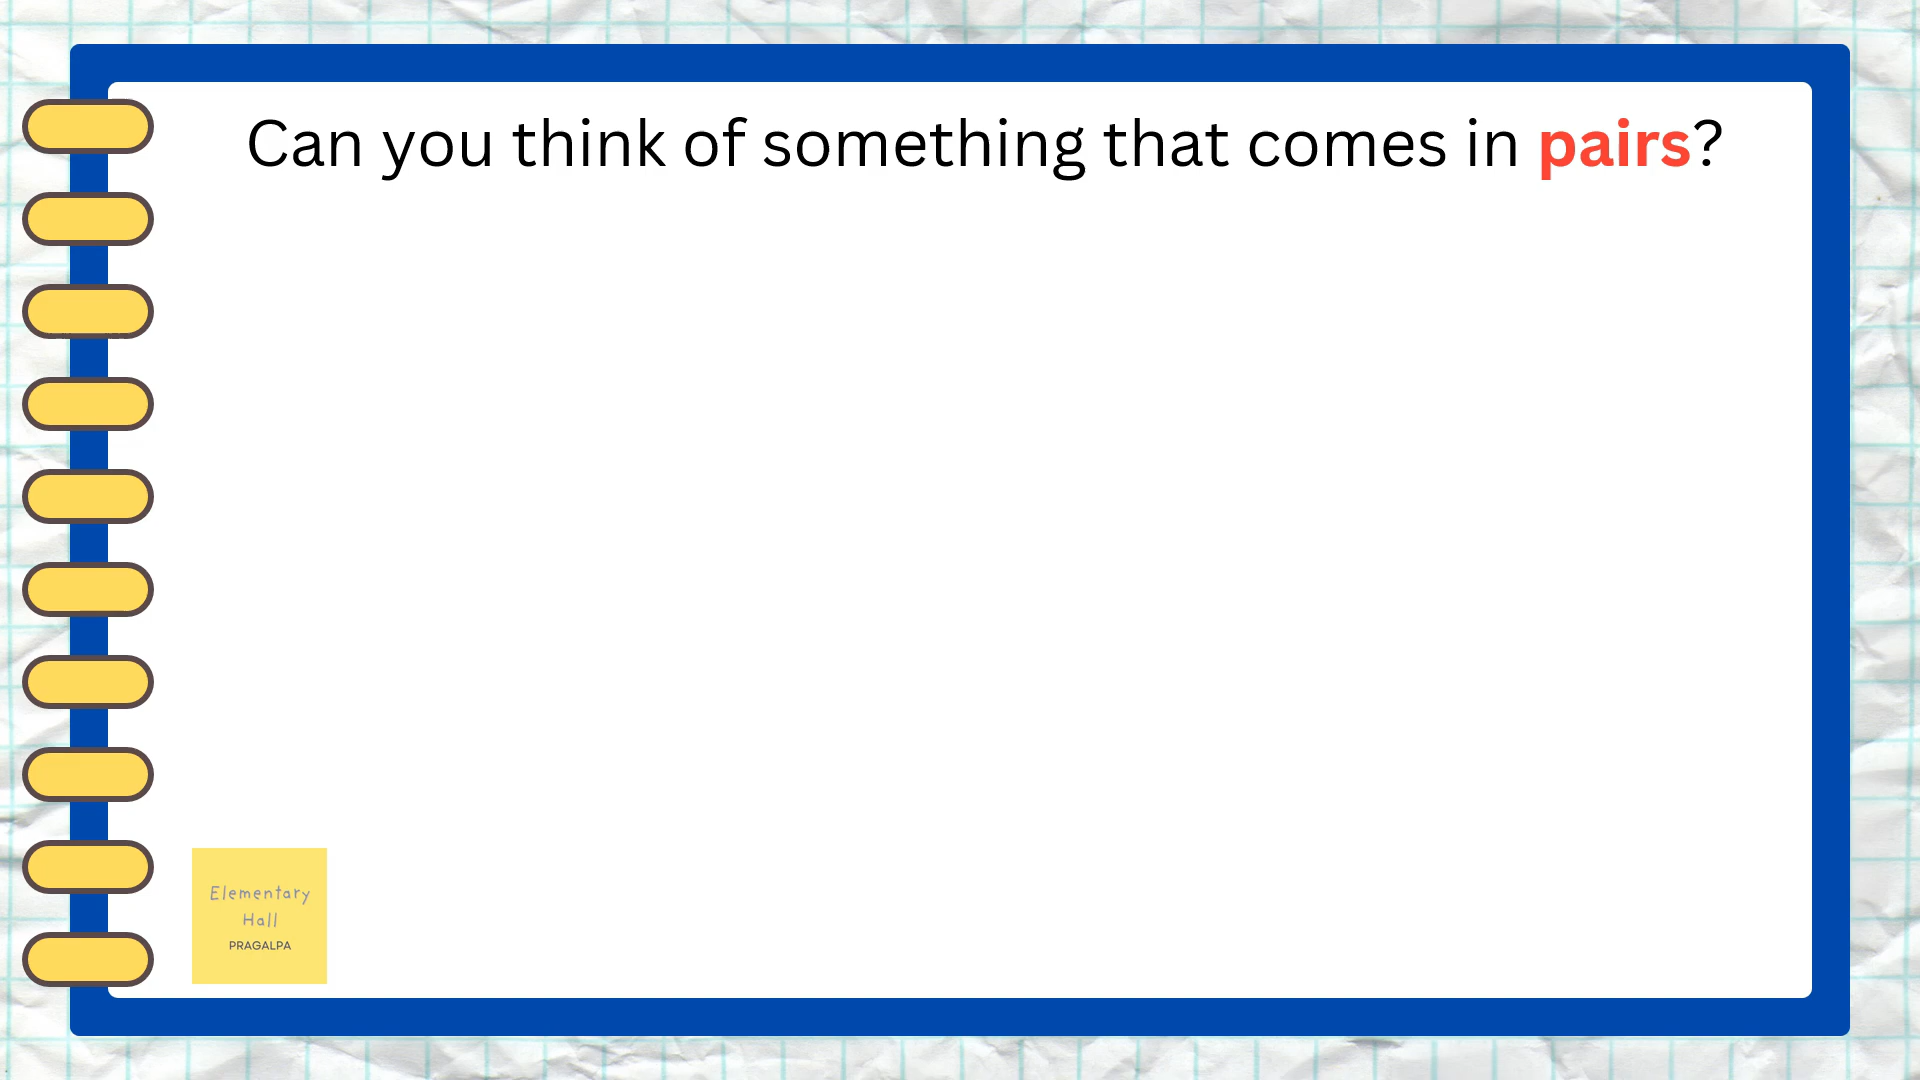 Can you think of something that comes in pairs?
Elementary
Hall
PRAGALPA